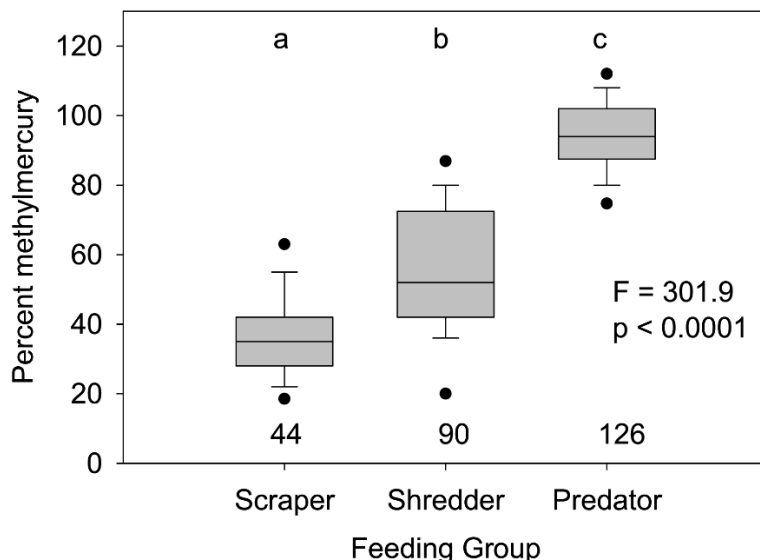 Percent methylmercury
120
100
80
60
40
20
0
a b c
F = 301.9
p < 0.0001
44 90 126
Scraper Shredder Predator
Feeding Group